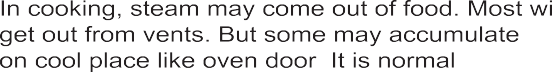 In cooking, steam may come out of food. Most wi
get out from vents. But some may accumulate
on cool place like oven door  It is normal